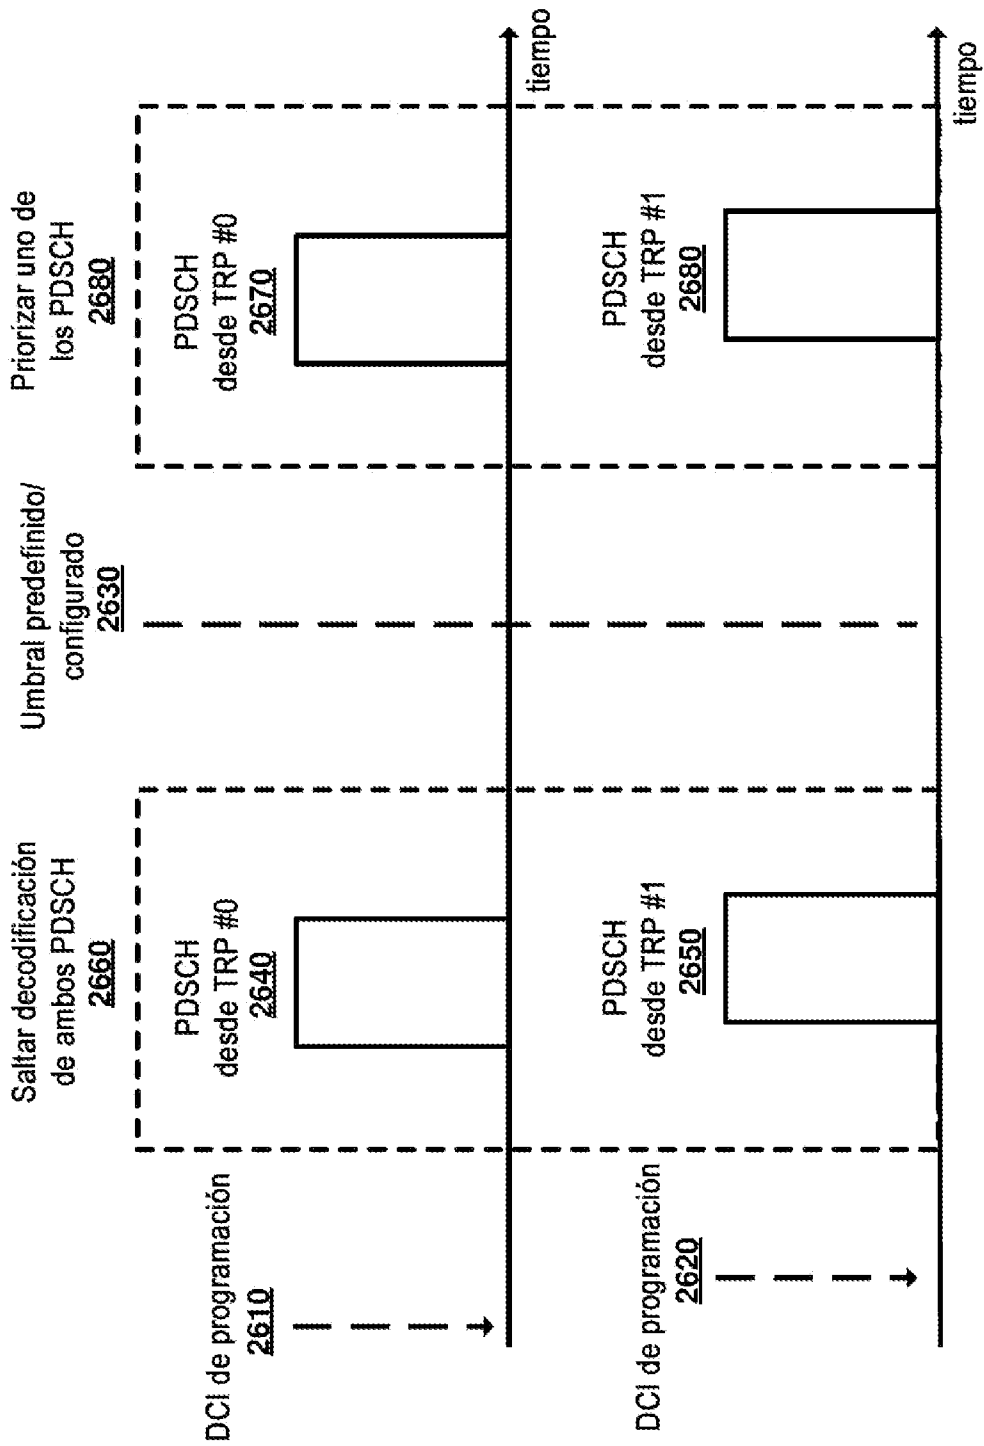 Saltar decodificación
de ambos PDSCH
2660
Umbral predefinido/
configurado
2630
Priorizar uno de
los PDSCH
2680
DCI de programación
2610
PDSCH
desde TRP #0
2640
PDSCH
desde TRP #0
2670
tiempo
DCI de programación
2620
PDSCH
desde TRP #1
2650
PDSCH
desde TRP #1
2680
tiempo